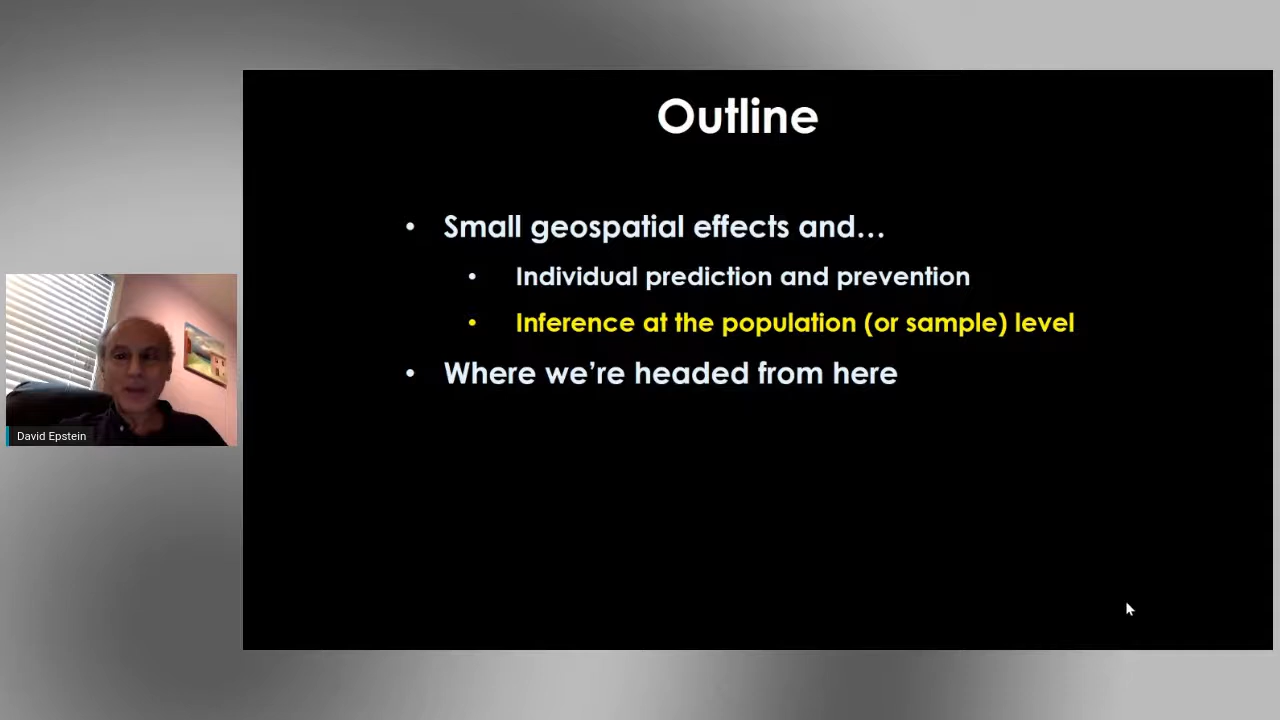 Outline
• Small geospatial effects and…
• Individual prediction and prevention
• Inference at the population (or sample) level
• Where we’re headed from here
David Epstein